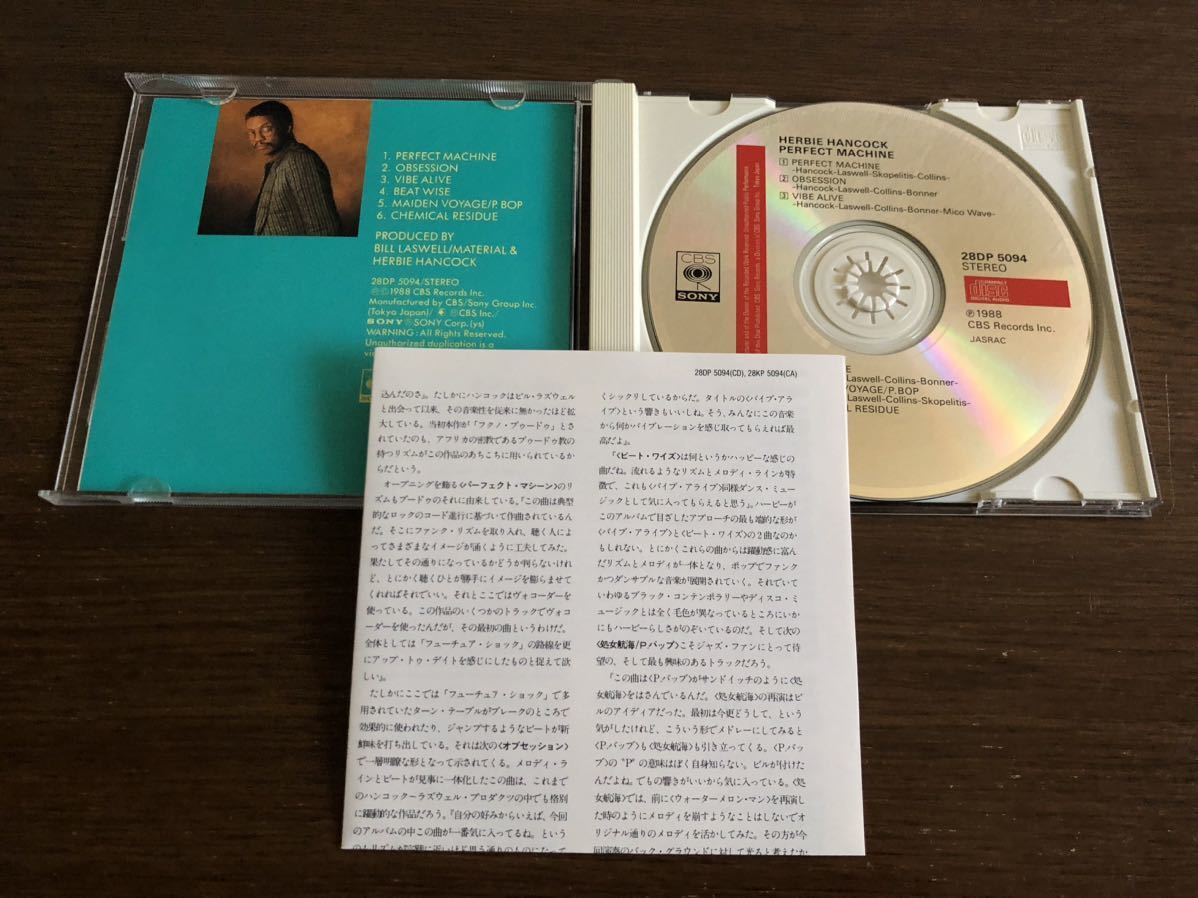 1. PERFECT MACHINE
2. OBSESSION
3. VIBE ALIVE
4. BEAT WISE
5. MAIDEN VOYAGE/P. BOP
6. CHEMICAL RESIDUE
PRODUCED BY
BILL LASWELL/MATERIAL &
HERBIE HANCOCK
28DP 5094/STEREO
Ⓟ©1988 CBS Records Inc.
Manufactured by CBS/Sony Group Inc.
(Tokyo Japan)/ ®CBS Inc./
SONY® SONY Corp. (ys)
WARNING: All Rights Reserved.
Unauthorized duplication is a
HERBIE HANCOCK
PERFECT MACHINE
1 PERFECT MACHINE
-Hancock-Laswell-Skopelitis-Collins-
2 OBSESSION
-Hancock-Laswell-Collins-Bonner
3 VIBE ALIVE
-Hancock-Laswell-Collins-Bonner-Mico Wave-
CBS
SONY
28DP 5094
STEREO
COMPACT
disc
DIGITAL AUDIO
Ⓟ1988
CBS Records Inc.
JASRAC
-Laswell-Collins-Bonner-
VOYAGE/P. BOP
-Laswell-Collins-Skopelitis-
AL RESIDUE
28DP 5094(CD), 28KP 5094(CA)
込んだのさ』。たしかにハンコックはビル・ラズウェル
と出会って以来、その音楽性を従来に無かったほど拡
大している。当初本作が「フクノ・ブゥードゥ」とさ
れていたのも、アフリカの密教であるブゥードゥ教の
持つリズムがこの作品のあちこちに用いられているか
らだという。
オープニングを飾る〈パーフェクト・マシーン〉のリ
ズムもブードゥのそれに由来している。『この曲は典型
的なロックのコード進行に基づいて作曲されているん
だ。そこにファンク・リズムを取り入れ、聴く人によ
ってさまざまなイメージが涌くように工夫してみた。
果たしてその通りになっているかどうか判らないけれ
ど、とにかく聴くひとが勝手にイメージを膨らませて
くれればそれでいい。それとここではヴォコーダーを
使っている。この作品のいくつかのトラックでヴォコ
ーダーを使ったんだが、その最初の曲というわけだ。
全体としては「フューチュア・ショック」の路線を更
にアップ・トゥ・デイトを感じにしたものと捉えて欲
しい』。
たしかにここでは「フューチュア・ショック」で多
用されていたターン・テーブルがブレークのところで
効果的に使われたり、ジャンプするようなビートが新
鮮味を打ち出している。それは次の〈オブセッション〉
で一層明瞭な形となって示されてくる。メロディ・ラ
インとビートが見事に一体化したこの曲は、これまで
のハンコック〜ラズウェル・プロダクツの中でも格別
に躍動的な作品だろう。『自分の好みからいえば、今回
のアルバムの中この曲が一番気に入ってるね。という
くシックリしているからだ。タイトルの〈バイブ・アラ
イブ〉という響きもいいしね。そう、みんなにこの音楽
から何かバイブレーションを感じ取ってもらえれば最
高だよ』。
『〈ビート・ワイズ〉は何というかハッピーな感じの
曲だね。流れるようなリズムとメロディ・ラインが特
徴で、これも〈バイブ・アライブ〉同様ダンス・ミュー
ジックとして気に入ってもらえると思う』。ハービーが
このアルバムで目ざしたアプローチの最も端的な形が
〈バイブ・アライブ〉と〈ビート・ワイズ〉の2曲なのか
もしれない。とにかくこれらの曲からは躍動感に富ん
だリズムとメロディが一体となり、ポップでファンク
かつダンサブルな音楽が展開されていく。それでいて
いわゆるブラック・コンテンポラリーやディスコ・ミ
ュージックとは全く毛色が異なっているところにいか
にもハービーらしさがのぞいているのだ。そして次の
〈処女航海/P.バップ〉こそジャズ・ファンにとって待
望の、そして最も興味のあるトラックだろう。
『この曲は〈P.バップ〉がサンドイッチのように〈処
女航海〉をはさんでいるんだ。〈処女航海〉の再演はビ
ルのアイディアだった。最初は今更どうして、という
気がしたけれど、こういう形でメドレーにしてみると
〈P.バップ〉も〈処女航海〉も引き立ってくる。〈P.バッ
プ〉の“P”の意味はぼく自身知らない。ビルが付けた
んだよね。でもの響きがいいから気に入っている。〈処
女航海〉では、前に〈ウォーターメロン・マン〉を再演し
た時のようにメロディを崩すようなことはしないでオ
リジナル通りのメロディを活かしてみた。その方が今
回演奏のバック・グラウンドに対して光ると考えたか